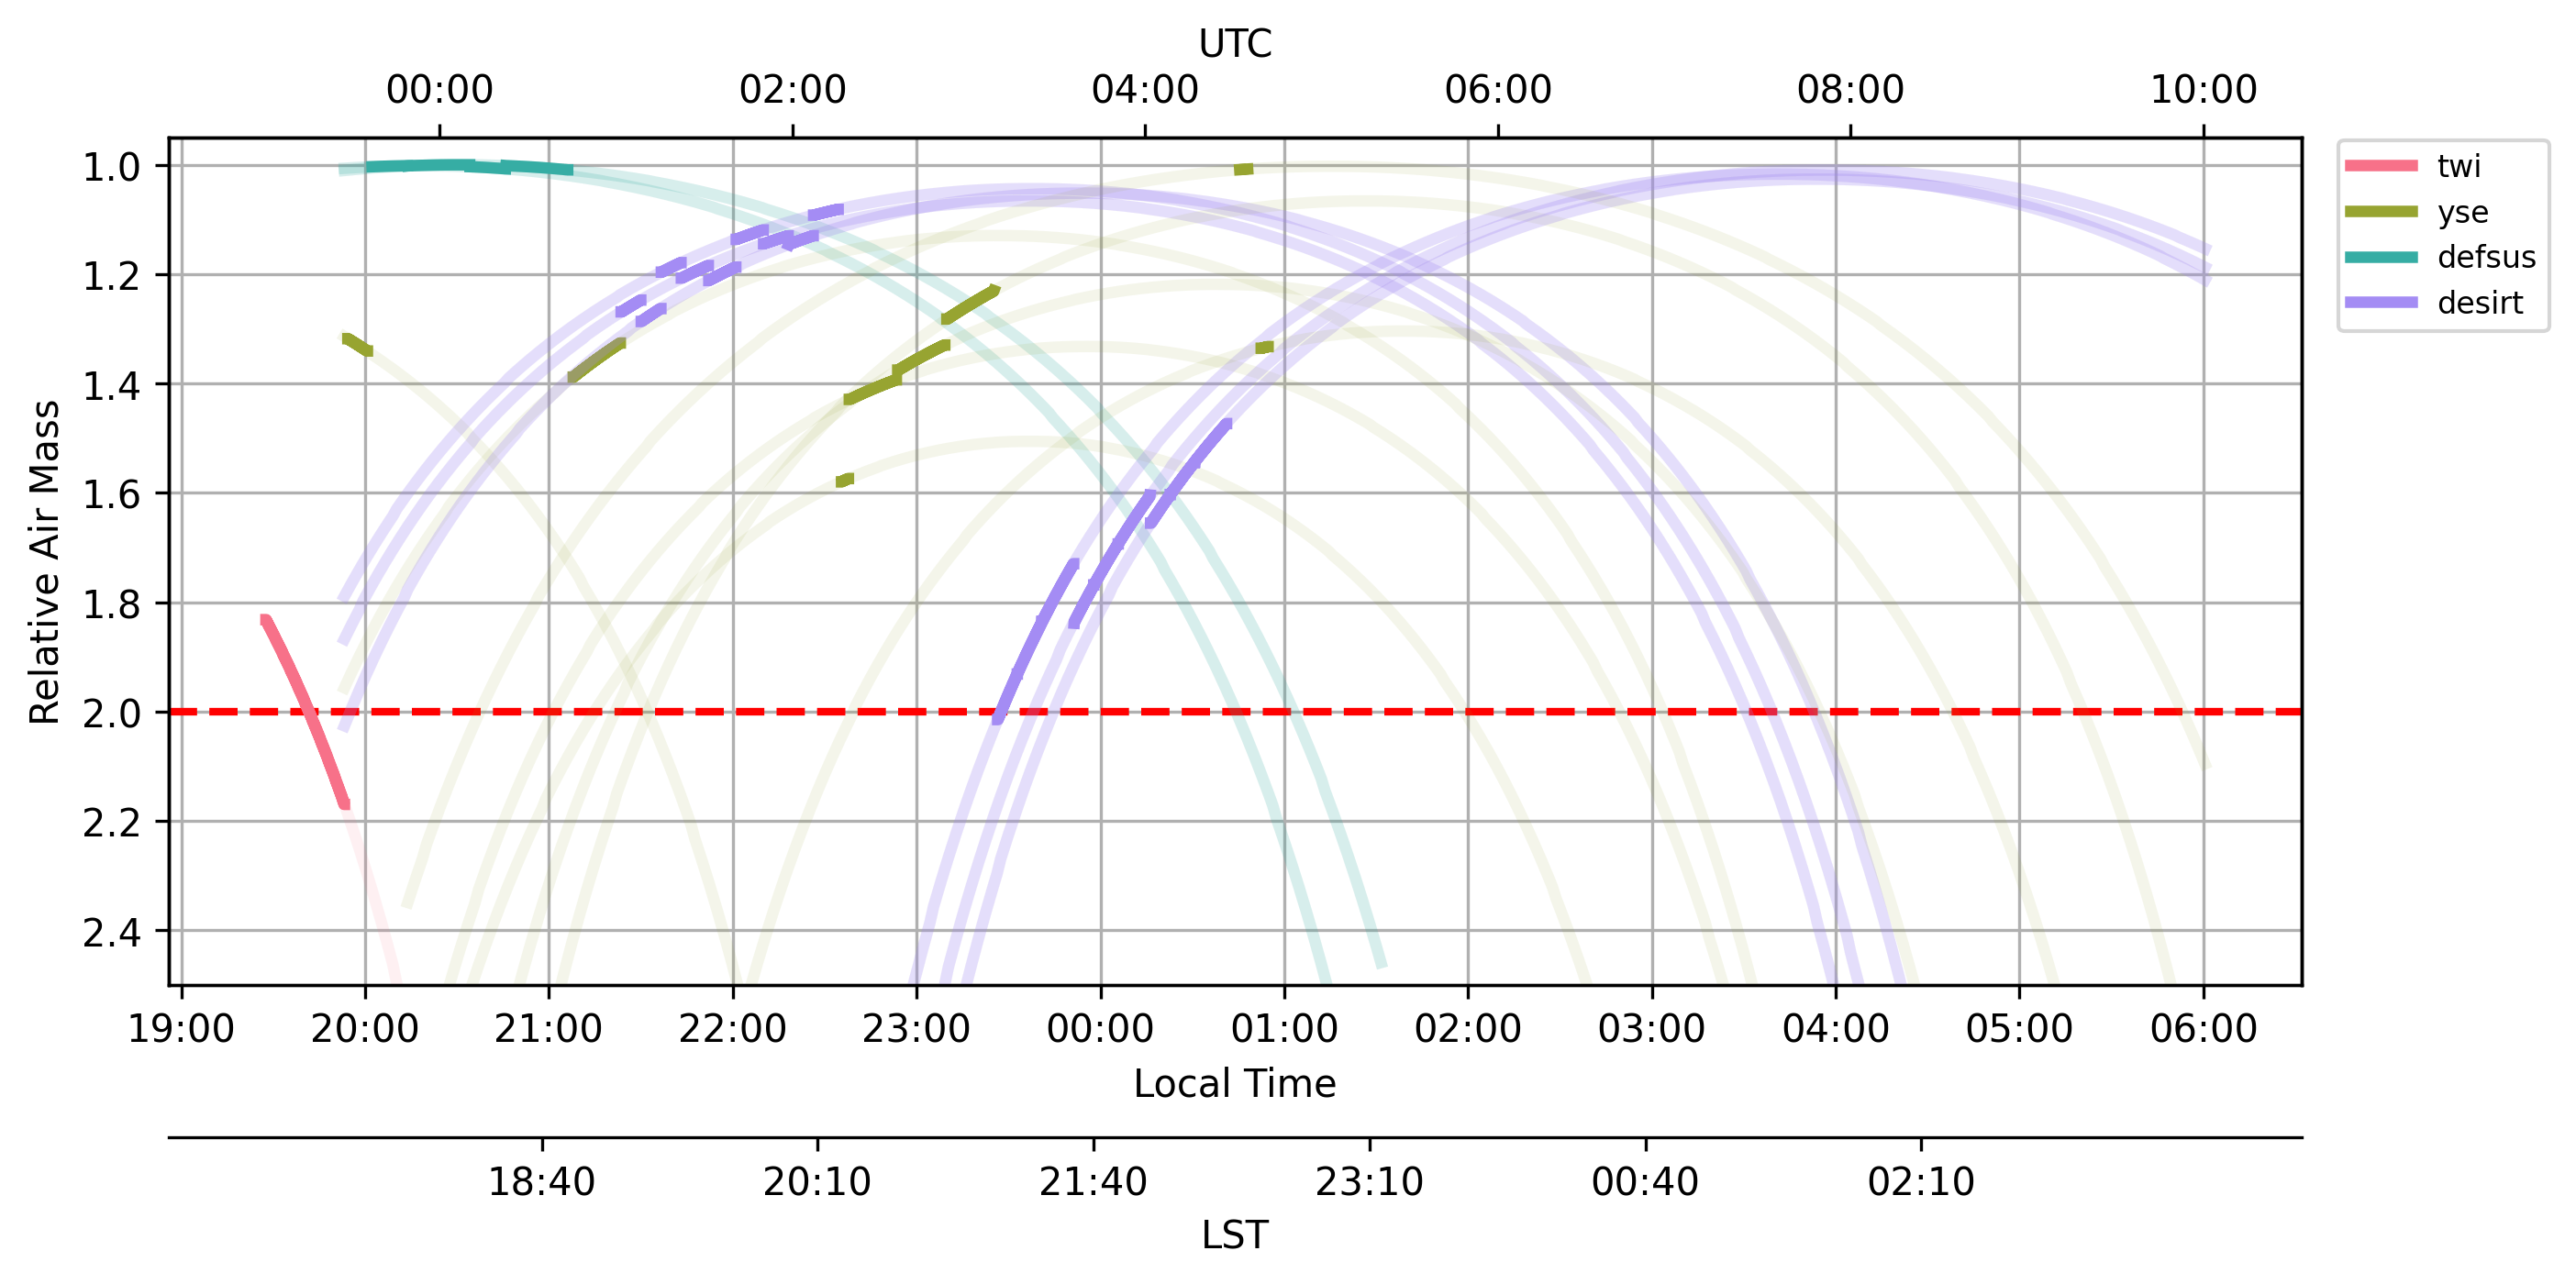 UTC
00:00 02:00 04:00 06:00 08:00 10:00
twi
yse
defsus
desirt
Relative Air Mass
1.0
1.2
1.4
1.6
1.8
2.0
2.2
2.4
19:00 20:00 21:00 22:00 23:00 00:00 01:00 02:00 03:00 04:00 05:00 06:00
Local Time
18:40 20:10 21:40 23:10 00:40 02:10
LST